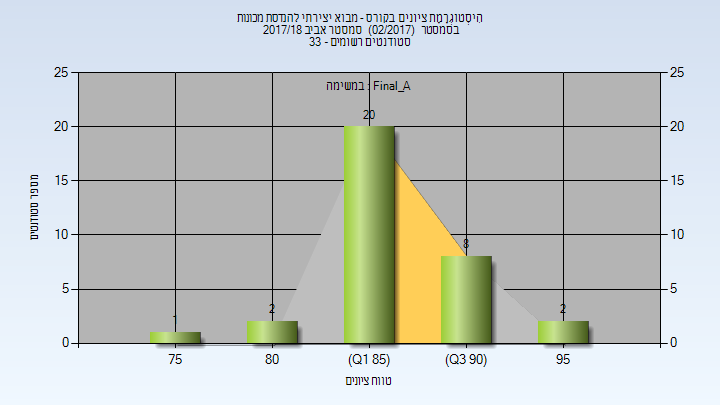 הִיסְטוֹגְרַמַּת ציונים בקורס - מבוא יצירתי להנדסת מכונות
בסמסטר (02/2017) סמסטר אביב 2017/18
סטודנטים רשומים - 33
במשימה : Final_A
25 25
20 20
15 15
10 10
5 5
0 0
מספר סטודנטים
1 2 20 8 2
75 80 (Q1 85) (Q3 90) 95
טווח ציונים